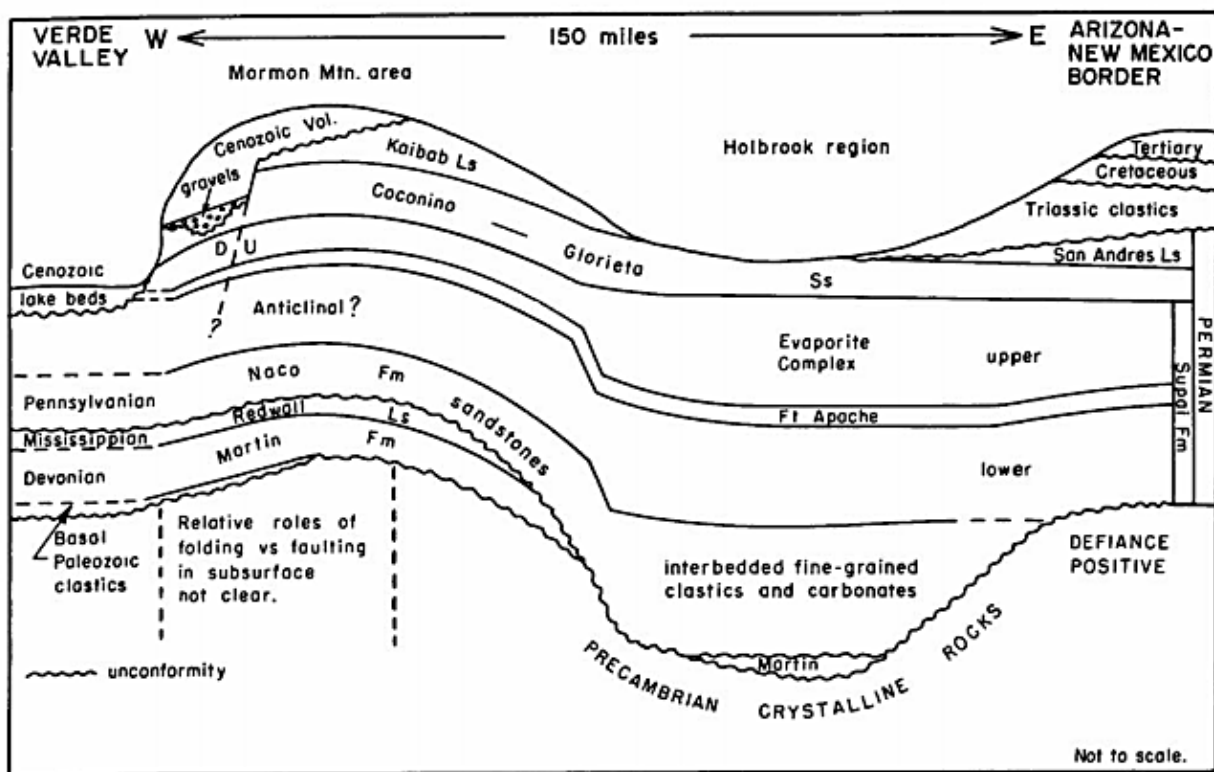 VERDE
VALLEY
W
150 miles
E
ARIZONA-
NEW MEXICO
BORDER
Mormon Mtn. area
Cenozoic Vol.
gravels
Kaibab Ls
Holbrook region
Tertiary
Cretaceous
Triassic clastics
Coconino
D U
Glorieta
Ss
San Andres Ls
Cenozoic
lake beds
?
Anticlinal ?
Evaporite
Complex
upper
PERMIAN
Supai Fm
Naco Fm
sandstones
Ft Apache
Pennsylvanian
Redwall Ls
Mississippian
Martin Fm
lower
Devonian
Basal
Paleozoic
clastics
Relative roles of
folding vs faulting
in subsurface
not clear.
interbedded fine-grained
clastics and carbonates
DEFIANCE
POSITIVE
Martin
PRECAMBRIAN CRYSTALLINE ROCKS
unconformity
Not to scale.